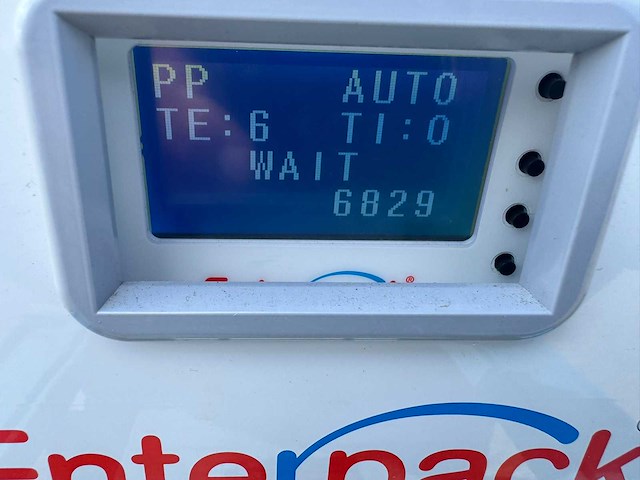 PP AUTO
TE:6 TI:0
WAIT
6829
Enterpack